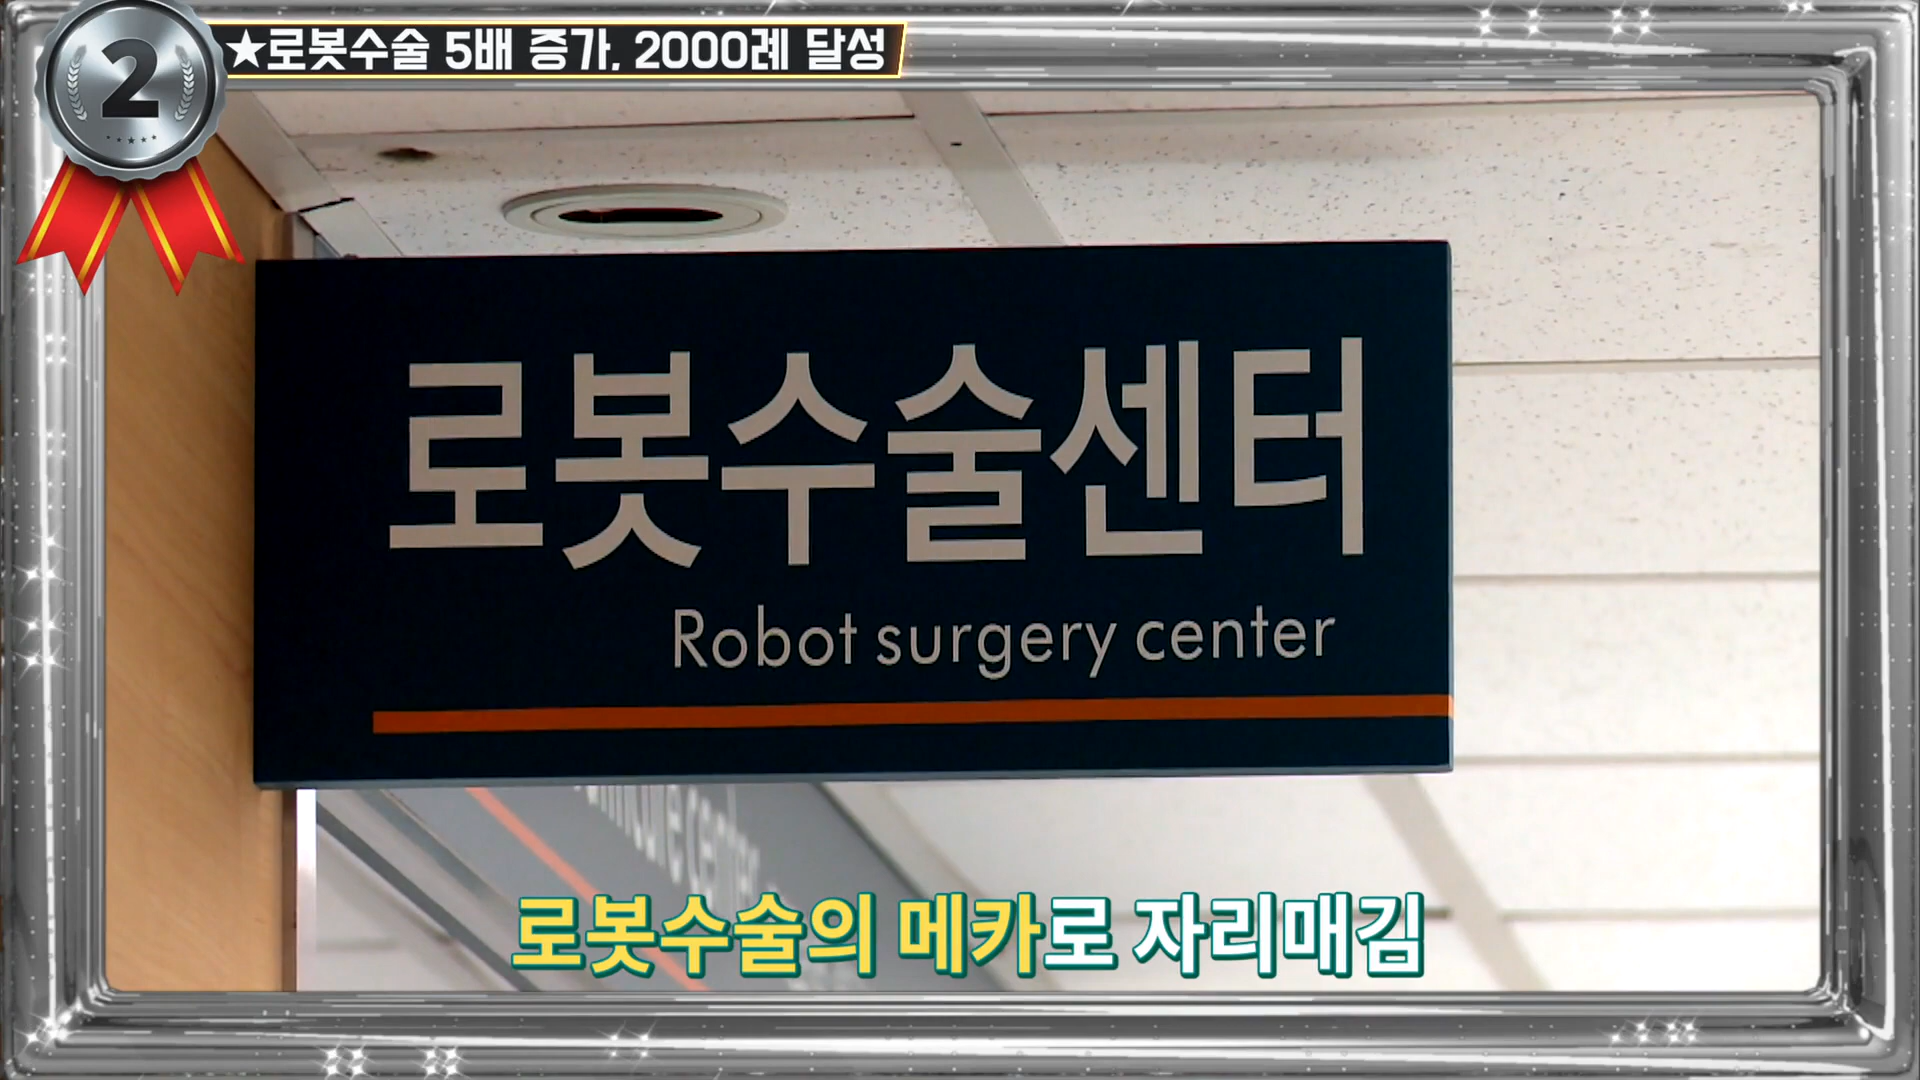 2
★로봇수술 5배 증가, 2000례 달성
로봇수술센터
Robot surgery center
center
로봇수술의 메카로 자리매김